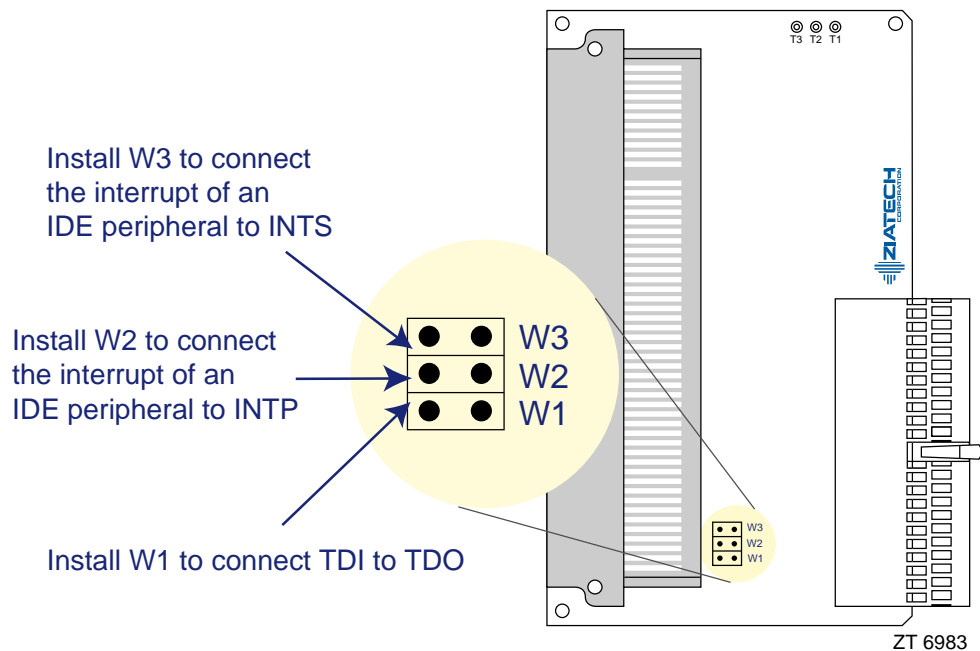 T3 T2 T1
Install W3 to connect
the interrupt of an
IDE peripheral to INTS
ZIATECH
CORPORATION
Install W2 to connect
the interrupt of an
IDE peripheral to INTP
W3
W2
W1
Install W1 to connect TDI to TDO
W3
W2
W1
ZT 6983